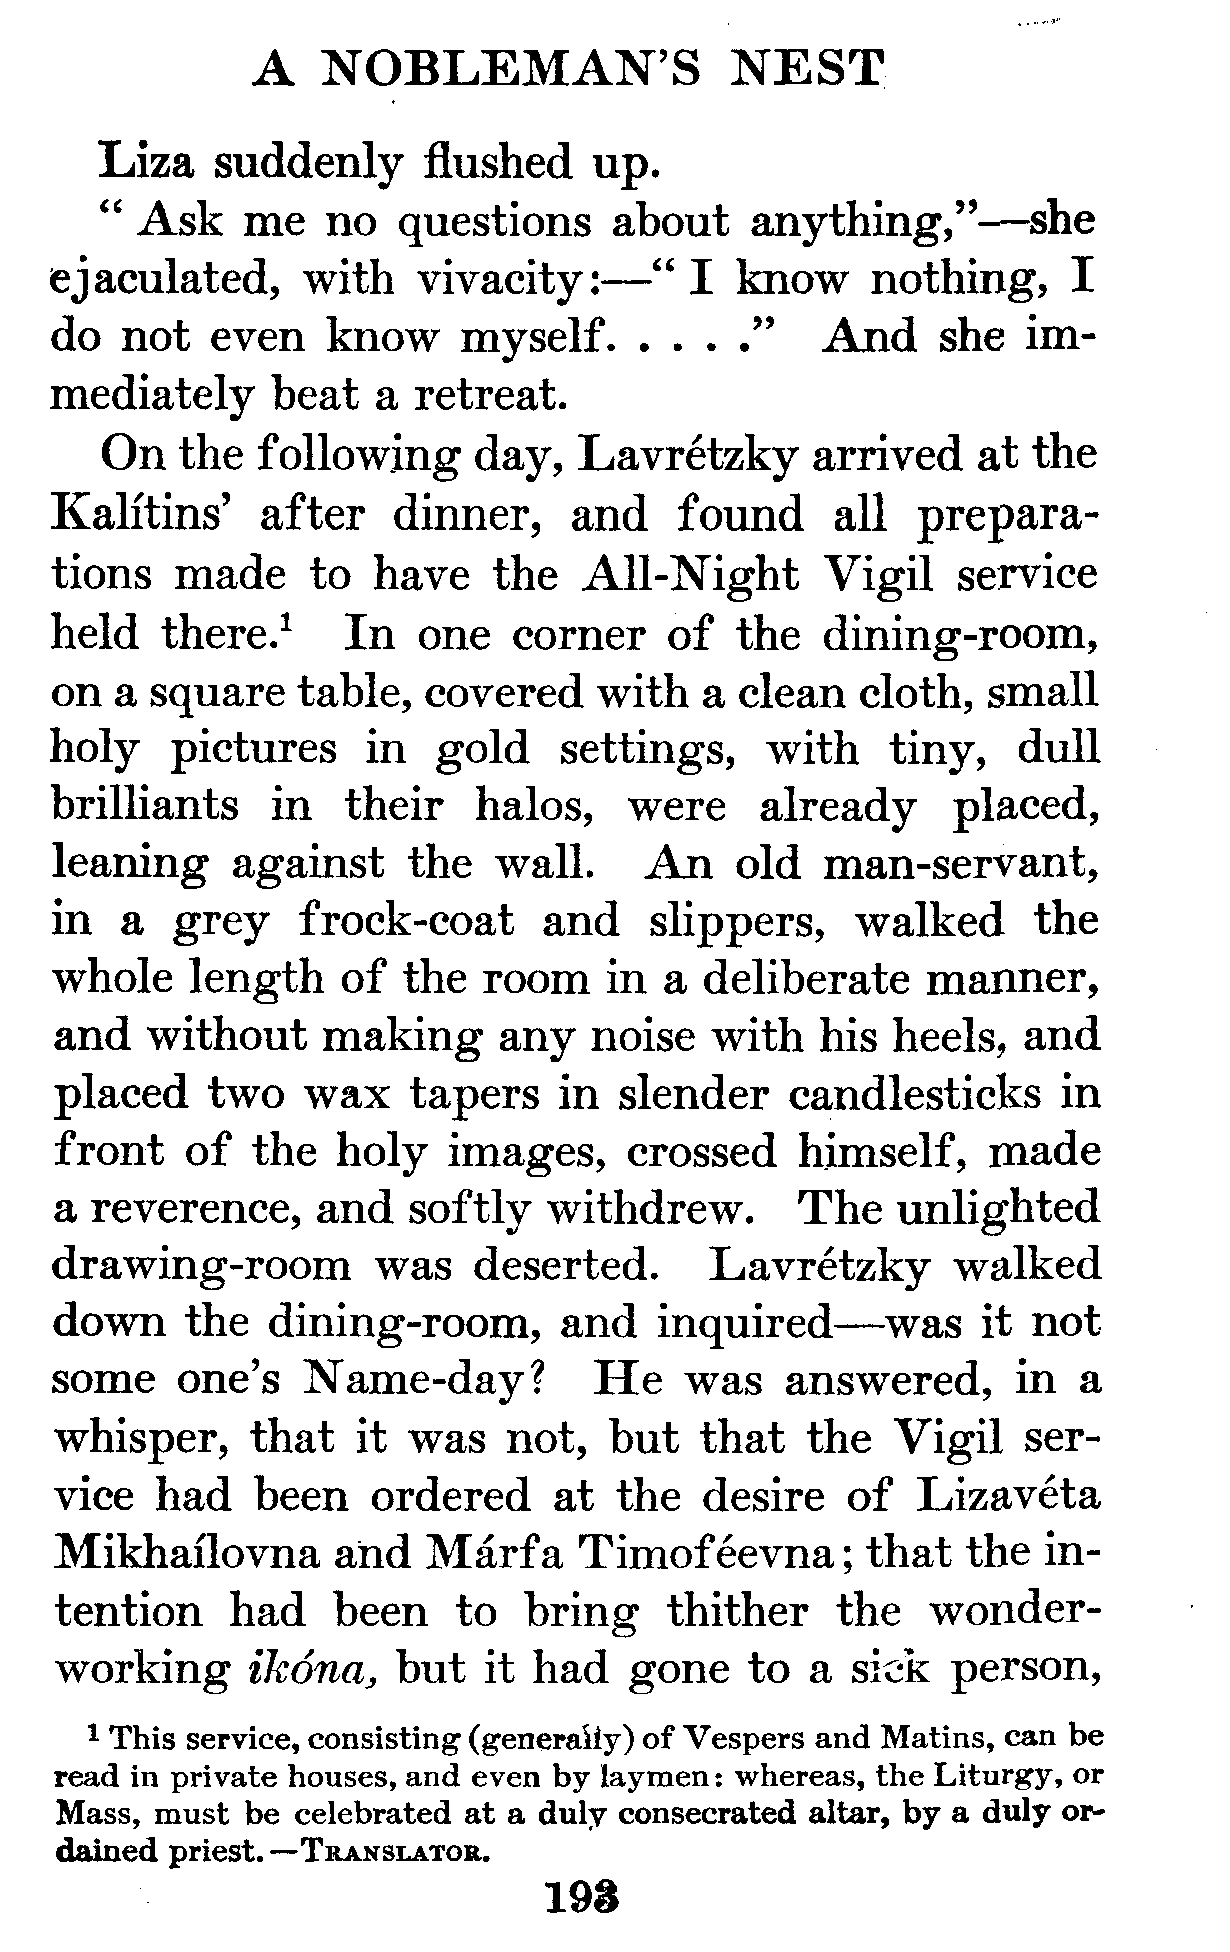 A NOBLEMAN'S NEST
Liza suddenly flushed up.
“ Ask me no questions about anything,”—she
ejaculated, with vivacity:—“ I know nothing, I
do not even know myself. . . . .” And she im-
mediately beat a retreat.
On the following day, Lavrétzky arrived at the
Kalítins’ after dinner, and found all prepara-
tions made to have the All-Night Vigil service
held there.¹ In one corner of the dining-room,
on a square table, covered with a clean cloth, small
holy pictures in gold settings, with tiny, dull
brilliants in their halos, were already placed,
leaning against the wall. An old man-servant,
in a grey frock-coat and slippers, walked the
whole length of the room in a deliberate manner,
and without making any noise with his heels, and
placed two wax tapers in slender candlesticks in
front of the holy images, crossed himself, made
a reverence, and softly withdrew. The unlighted
drawing-room was deserted. Lavrétzky walked
down the dining-room, and inquired—was it not
some one’s Name-day? He was answered, in a
whisper, that it was not, but that the Vigil ser-
vice had been ordered at the desire of Lizavéta
Mikhaílovna and Márfa Timoféevna; that the in-
tention had been to bring thither the wonder-
working ikóna, but it had gone to a sick person,
¹ This service, consisting (generally) of Vespers and Matins, can be
read in private houses, and even by laymen: whereas, the Liturgy, or
Mass, must be celebrated at a duly consecrated altar, by a duly or-
dained priest.—TRANSLATOR.
193